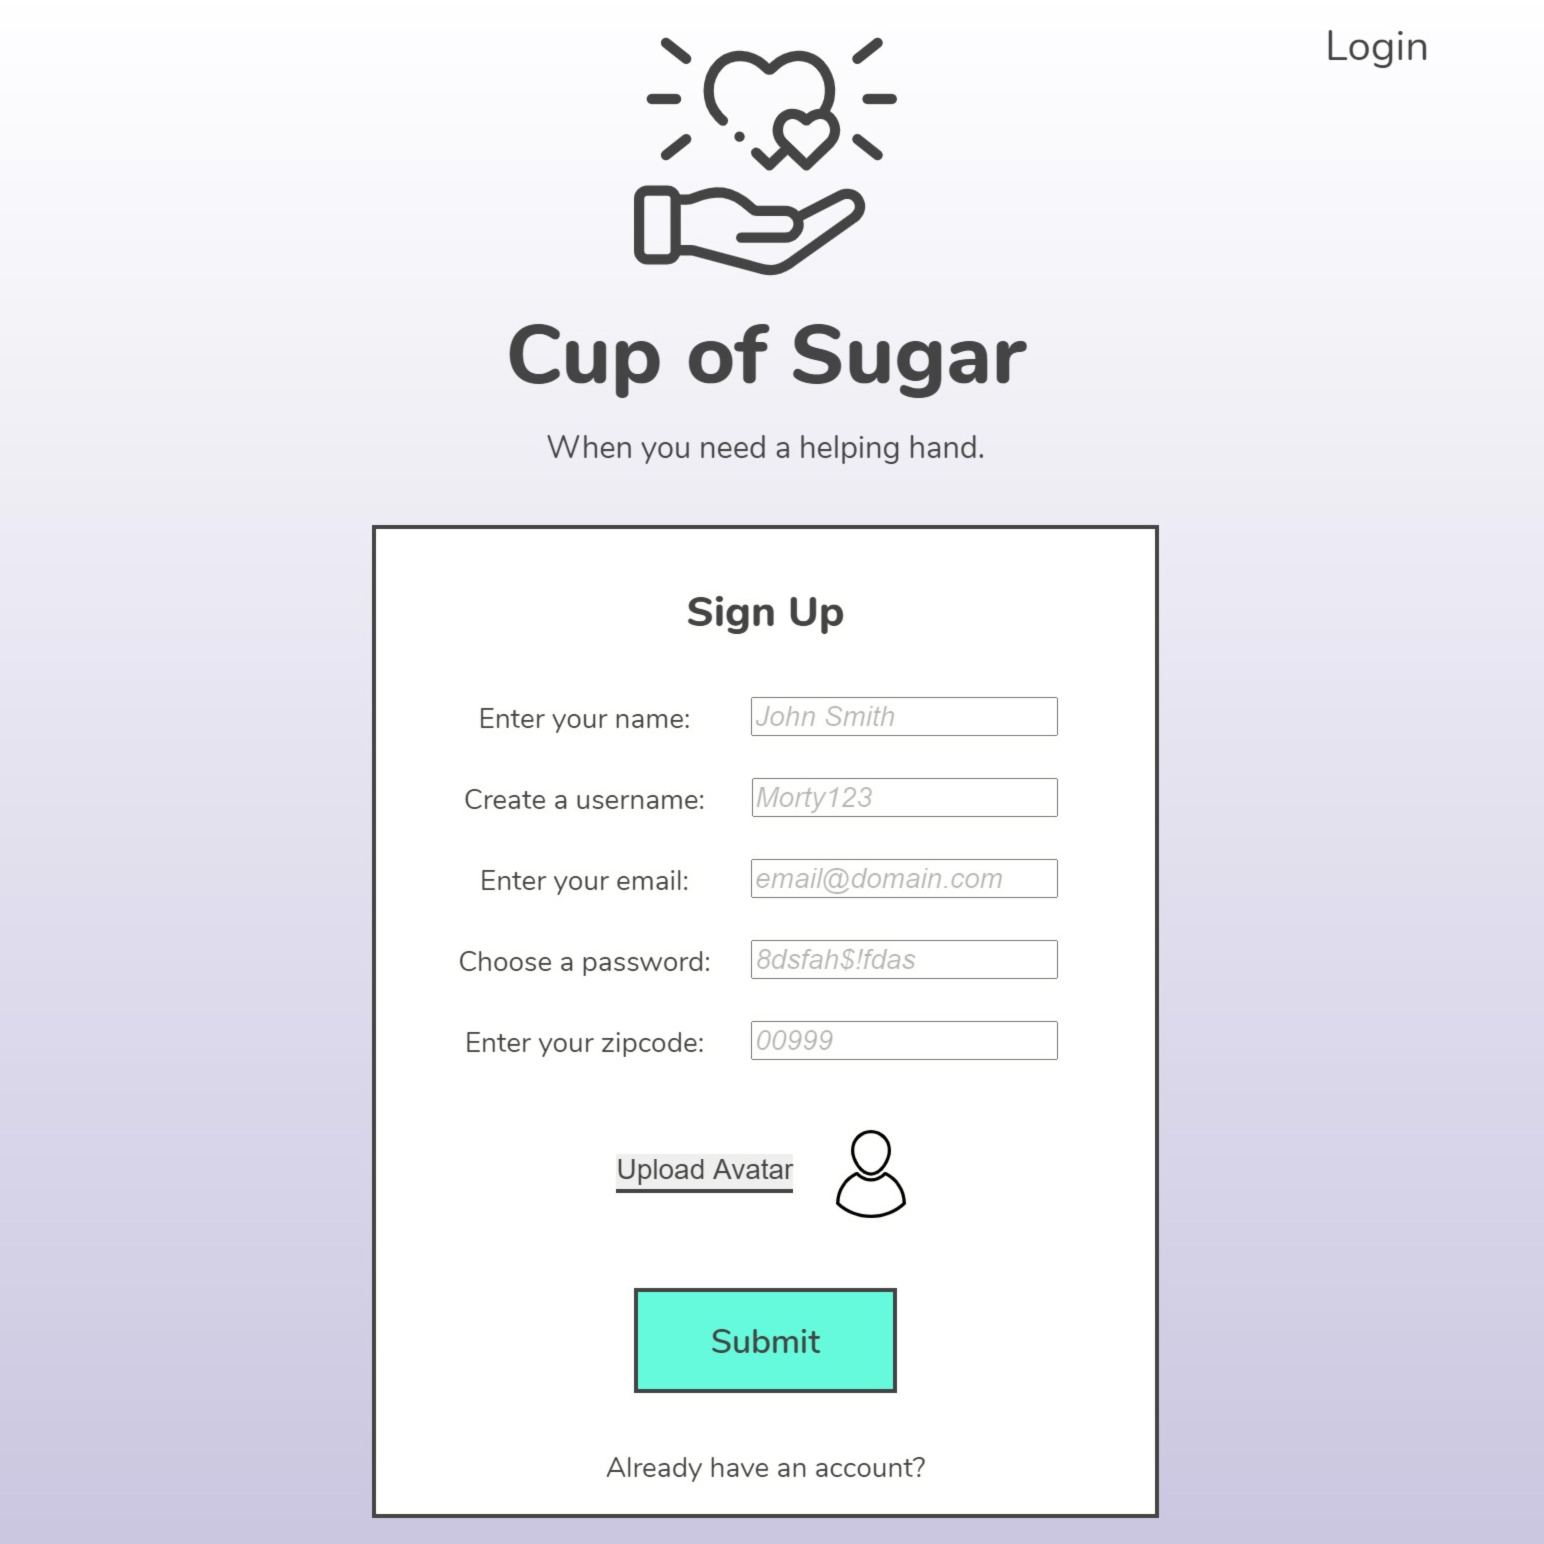 Login
Cup of Sugar
When you need a helping hand.
Sign Up
Enter your name: John Smith
Create a username: Morty123
Enter your email: email@domain.com
Choose a password: 8dsfah$!fdas
Enter your zipcode: 00999
Upload Avatar
Submit
Already have an account?